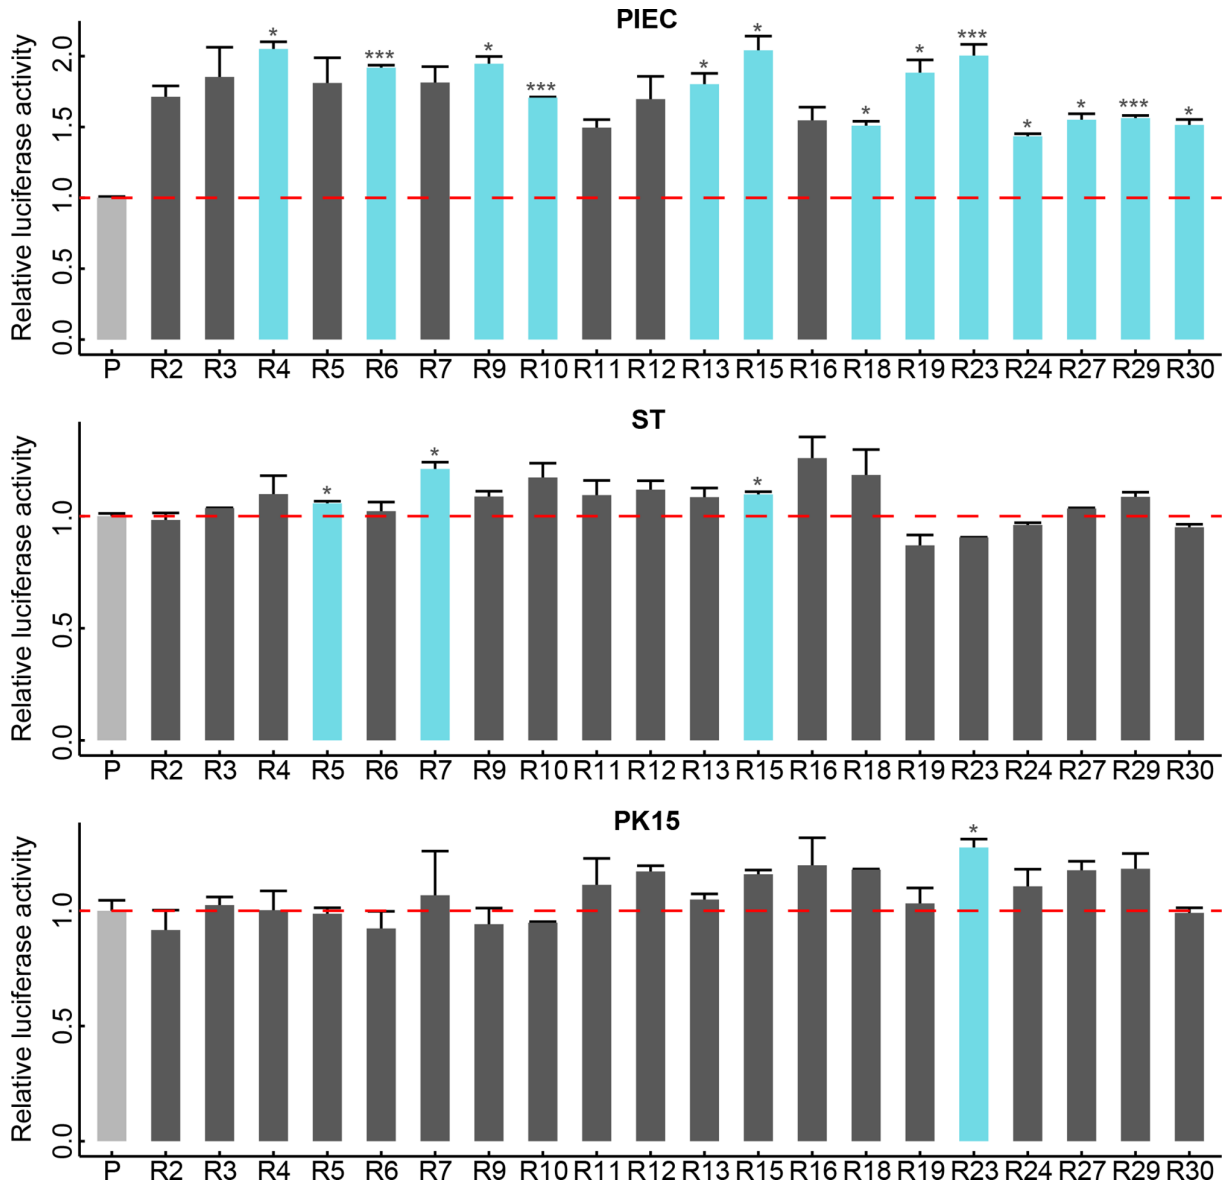 PIEC
Relative luciferase activity
2.0
1.5
1.0
0.5
0.0
* *** * *** * * * * *** * * *** *
P R2 R3 R4 R5 R6 R7 R9 R10 R11 R12 R13 R15 R16 R18 R19 R23 R24 R27 R29 R30
ST
Relative luciferase activity
1.0
0.5
0.0
* * *
P R2 R3 R4 R5 R6 R7 R9 R10 R11 R12 R13 R15 R16 R18 R19 R23 R24 R27 R29 R30
PK15
Relative luciferase activity
1.0
0.5
0.0
*
P R2 R3 R4 R5 R6 R7 R9 R10 R11 R12 R13 R15 R16 R18 R19 R23 R24 R27 R29 R30